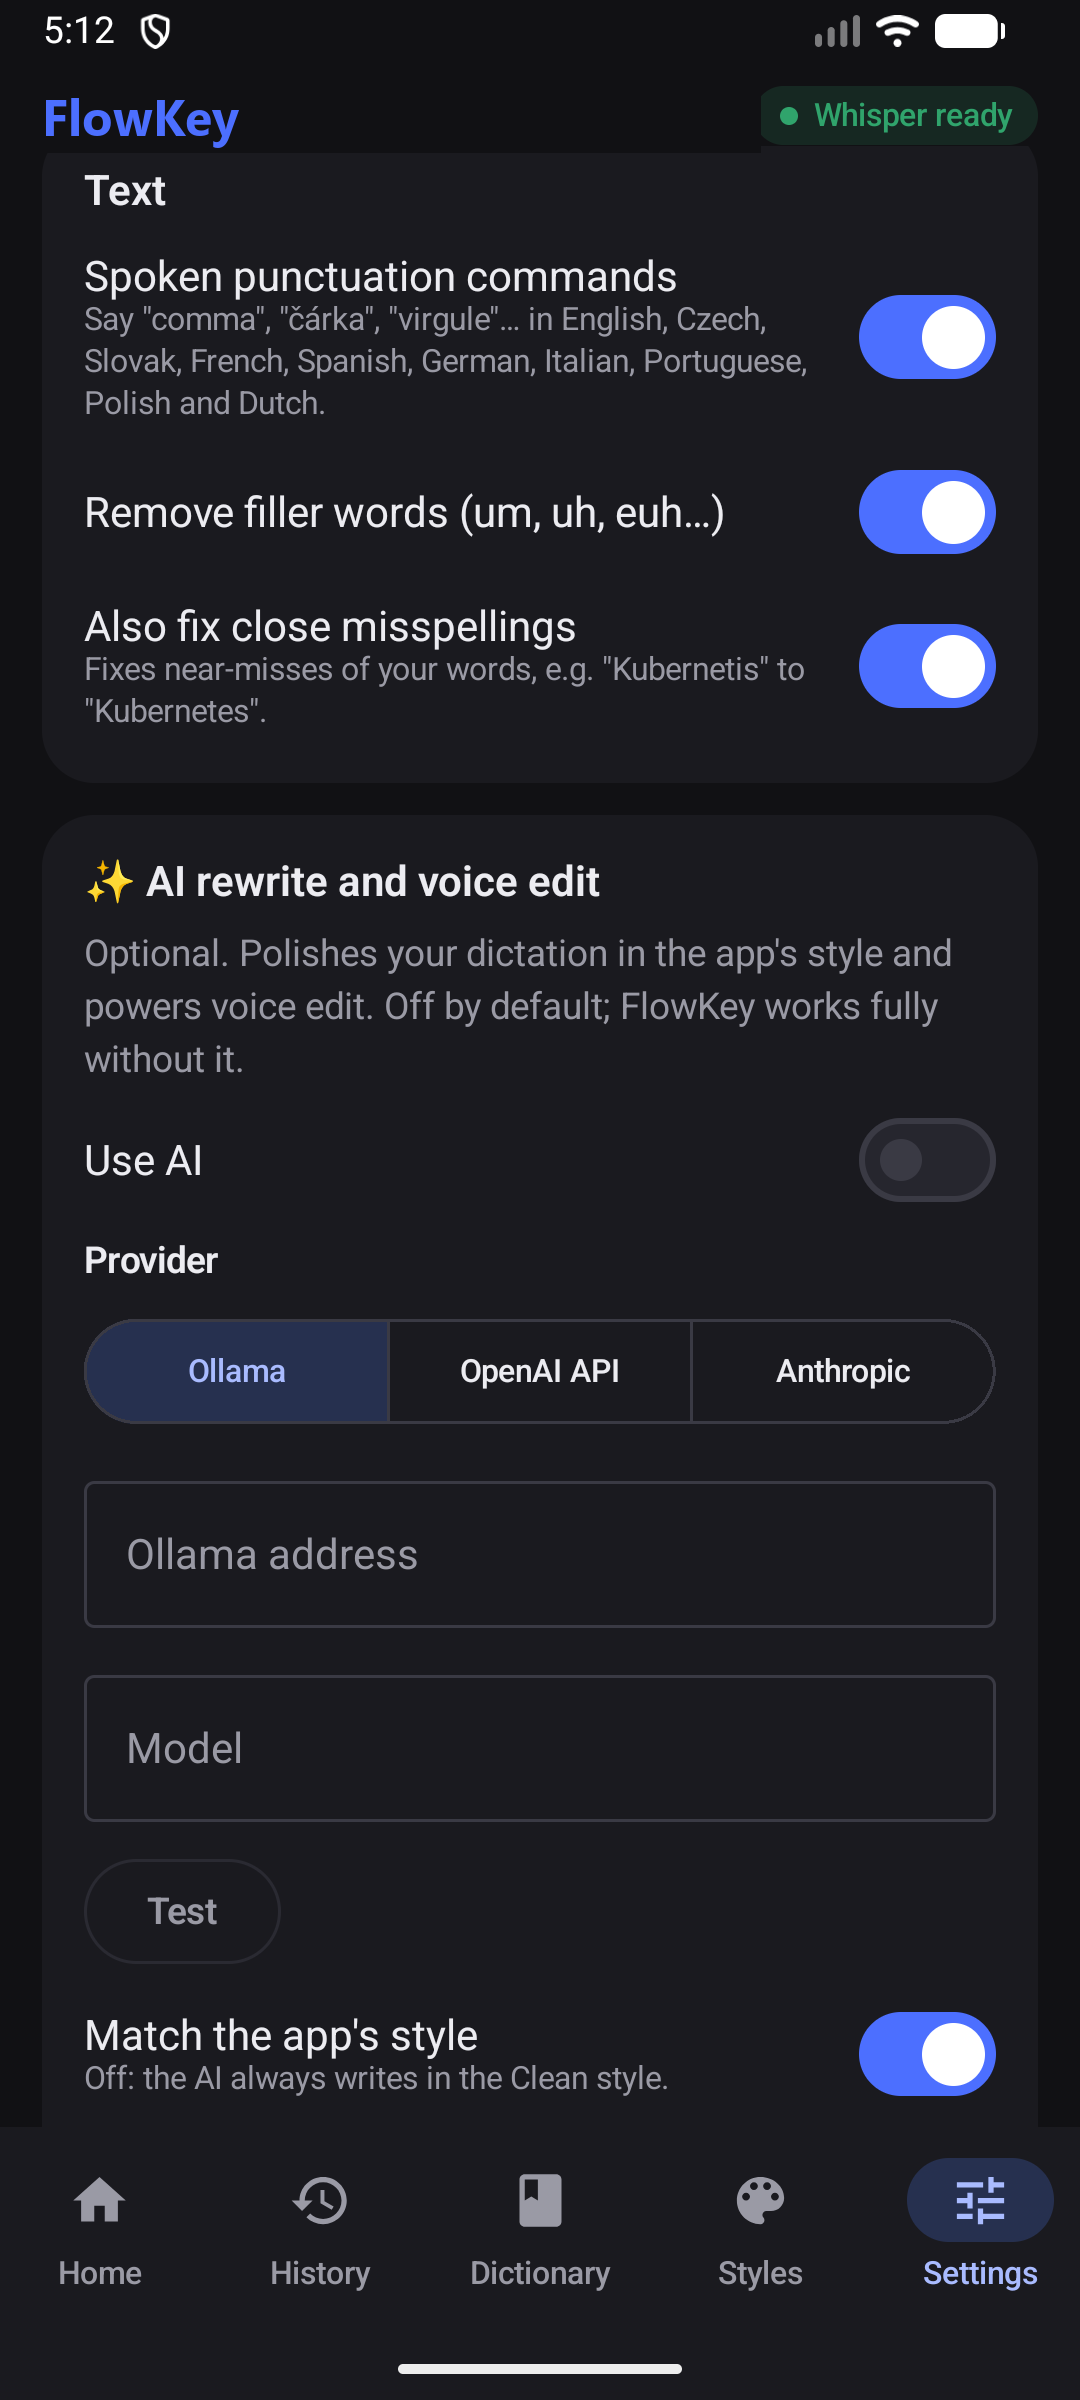 5:12
FlowKey
Whisper ready
Text
Spoken punctuation commands
Say "comma", "čárka", "virgule"... in English, Czech,
Slovak, French, Spanish, German, Italian, Portuguese,
Polish and Dutch.
Remove filler words (um, uh, euh...)
Also fix close misspellings
Fixes near-misses of your words, e.g. "Kubernetis" to
"Kubernetes".
✨ AI rewrite and voice edit
Optional. Polishes your dictation in the app's style and
powers voice edit. Off by default; FlowKey works fully
without it.
Use AI
Provider
Ollama
OpenAI API
Anthropic
Ollama address
Model
Test
Match the app's style
Off: the AI always writes in the Clean style.
Home
History
Dictionary
Styles
Settings